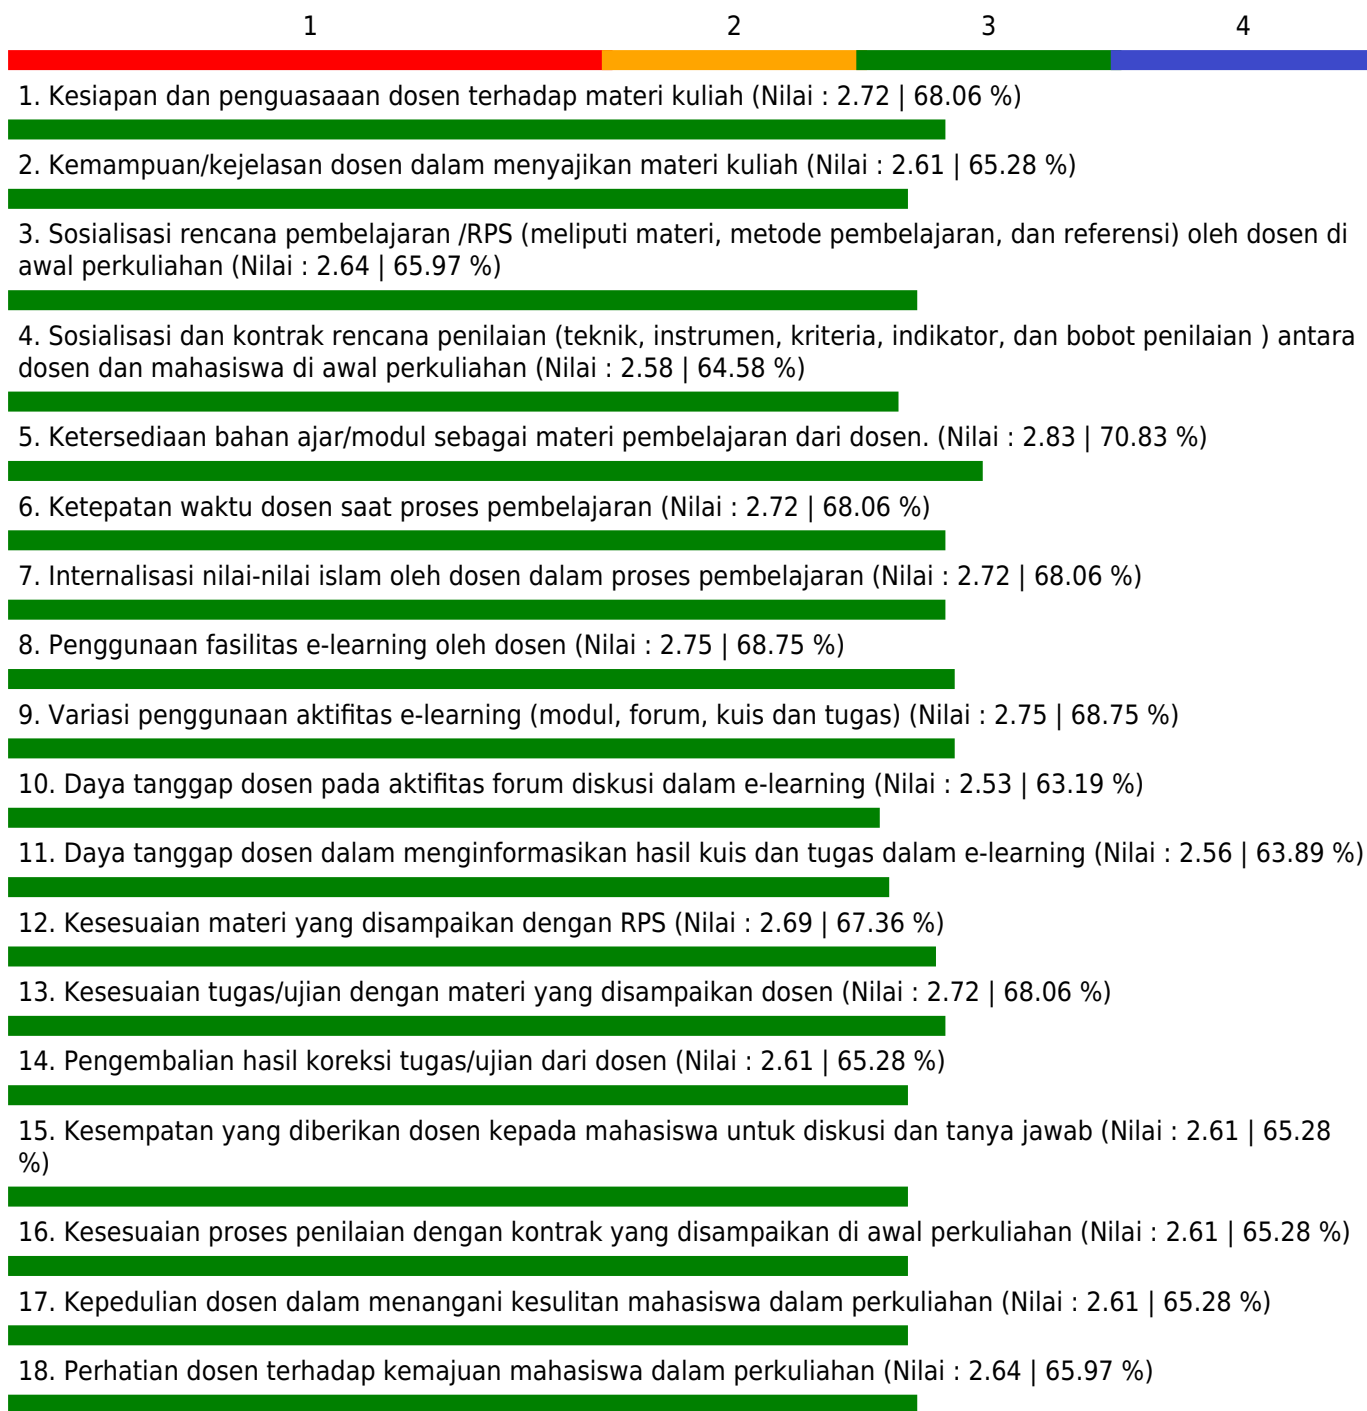 1 2 3 4
1. Kesiapan dan penguasaaan dosen terhadap materi kuliah (Nilai : 2.72 | 68.06 %)
2. Kemampuan/kejelasan dosen dalam menyajikan materi kuliah (Nilai : 2.61 | 65.28 %)
3. Sosialisasi rencana pembelajaran /RPS (meliputi materi, metode pembelajaran, dan referensi) oleh dosen di
awal perkuliahan (Nilai : 2.64 | 65.97 %)
4. Sosialisasi dan kontrak rencana penilaian (teknik, instrumen, kriteria, indikator, dan bobot penilaian ) antara
dosen dan mahasiswa di awal perkuliahan (Nilai : 2.58 | 64.58 %)
5. Ketersediaan bahan ajar/modul sebagai materi pembelajaran dari dosen. (Nilai : 2.83 | 70.83 %)
6. Ketepatan waktu dosen saat proses pembelajaran (Nilai : 2.72 | 68.06 %)
7. Internalisasi nilai-nilai islam oleh dosen dalam proses pembelajaran (Nilai : 2.72 | 68.06 %)
8. Penggunaan fasilitas e-learning oleh dosen (Nilai : 2.75 | 68.75 %)
9. Variasi penggunaan aktifitas e-learning (modul, forum, kuis dan tugas) (Nilai : 2.75 | 68.75 %)
10. Daya tanggap dosen pada aktifitas forum diskusi dalam e-learning (Nilai : 2.53 | 63.19 %)
11. Daya tanggap dosen dalam menginformasikan hasil kuis dan tugas dalam e-learning (Nilai : 2.56 | 63.89 %)
12. Kesesuaian materi yang disampaikan dengan RPS (Nilai : 2.69 | 67.36 %)
13. Kesesuaian tugas/ujian dengan materi yang disampaikan dosen (Nilai : 2.72 | 68.06 %)
14. Pengembalian hasil koreksi tugas/ujian dari dosen (Nilai : 2.61 | 65.28 %)
15. Kesempatan yang diberikan dosen kepada mahasiswa untuk diskusi dan tanya jawab (Nilai : 2.61 | 65.28
%)
16. Kesesuaian proses penilaian dengan kontrak yang disampaikan di awal perkuliahan (Nilai : 2.61 | 65.28 %)
17. Kepedulian dosen dalam menangani kesulitan mahasiswa dalam perkuliahan (Nilai : 2.61 | 65.28 %)
18. Perhatian dosen terhadap kemajuan mahasiswa dalam perkuliahan (Nilai : 2.64 | 65.97 %)